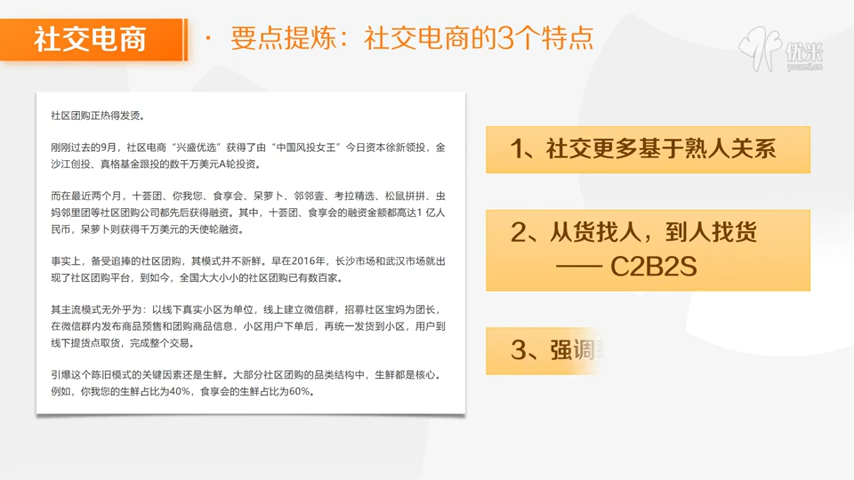 社交电商
· 要点提炼：社交电商的3个特点
优米
youmi.cn
社区团购正热得发烫。
刚刚过去的9月，社区电商“兴盛优选”获得了由“中国风投女王”今日资本徐新领投，金
沙江创投、真格基金跟投的数千万美元A轮投资。
而在最近两个月，十荟团、你我您、食享会、呆萝卜、邻邻壹、考拉精选、松鼠拼拼、虫
妈邻里团等社区团购公司都先后获得融资。其中，十荟团、食享会的融资金额都高达1 亿人
民币，呆萝卜则获得千万美元的天使轮融资。
事实上，备受追捧的社区团购，其模式并不新鲜。早在2016年，长沙市场和武汉市场就出
现了社区团购平台，到如今，全国大大小小的社区团购已有数百家。
其主流模式无外乎为：以线下真实小区为单位，线上建立微信群，招募社区宝妈为团长，
在微信群内发布商品预售和团购商品信息，小区用户下单后，再统一发货到小区，用户到
线下提货点取货，完成整个交易。
引爆这个陈旧模式的关键因素还是生鲜。大部分社区团购的品类结构中，生鲜都是核心。
例如，你我您的生鲜占比为40%，食享会的生鲜占比为60%。
1、社交更多基于熟人关系
2、从货找人，到人找货
—— C2B2S
3、强调